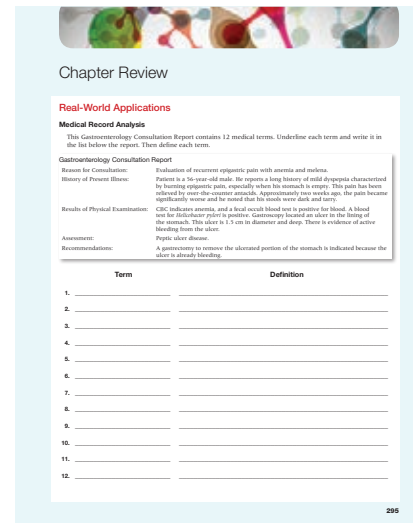 Chapter Review
Real-World Applications
Medical Record Analysis
This Gastroenterology Consultation Report contains 12 medical terms. Underline each term and write it in
the list below the report. Then define each term.
Gastroenterology Consultation Report
Reason for Consultation: Evaluation of recurrent epigastric pain with anemia and melena.
History of Present Illness: Patient is a 56-year-old male. He reports a long history of mild dyspepsia characterized
by burning epigastric pain, especially when his stomach is empty. This pain has been
relieved by over-the-counter antacids. Approximately two weeks ago, the pain became
significantly worse and he noted that his stools were dark and tarry.
Results of Physical Examination: CBC indicates anemia, and a fecal occult blood test is positive for blood. A blood
test for Helicobacter pylori is positive. Gastroscopy located an ulcer in the lining of
the stomach. This ulcer is 1.5 cm in diameter and deep. There is evidence of active
bleeding from the ulcer.
Assessment: Peptic ulcer disease.
Recommendations: A gastrectomy to remove the ulcerated portion of the stomach is indicated because the
ulcer is already bleeding.
Term Definition
1.
2.
3.
4.
5.
6.
7.
8.
9.
10.
11.
12.
295